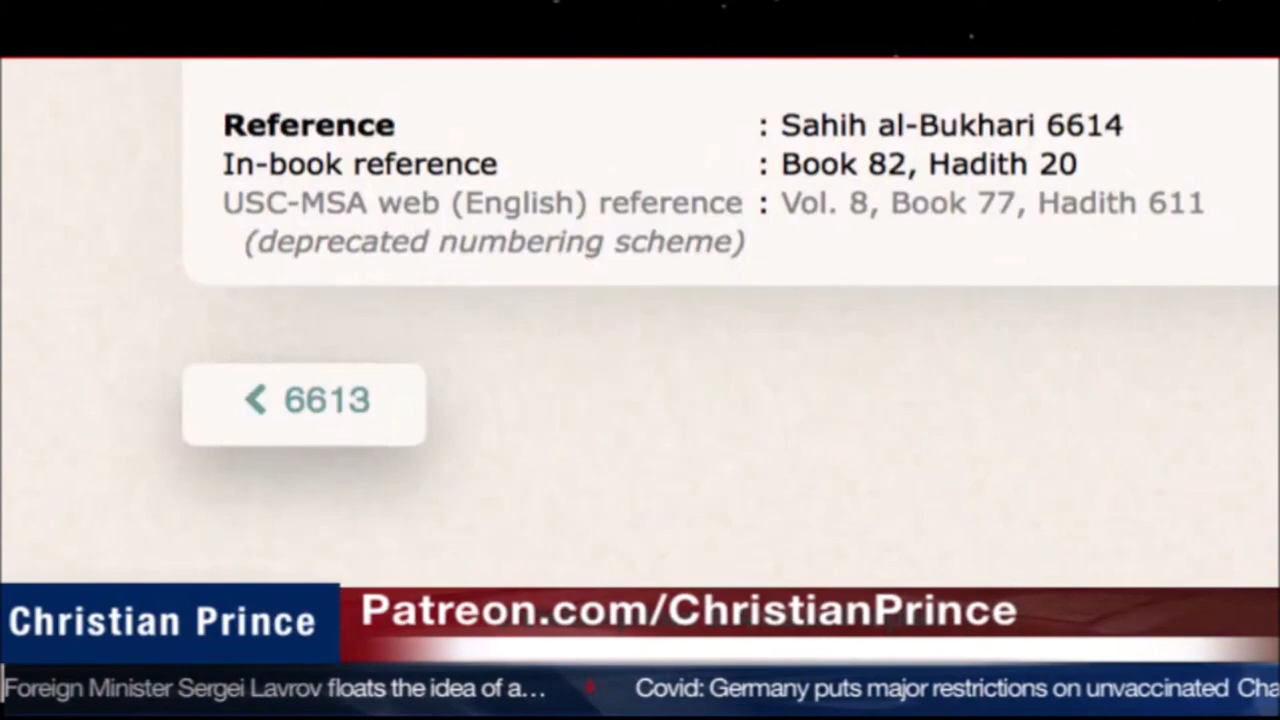 Reference : Sahih al-Bukhari 6614
In-book reference : Book 82, Hadith 20
USC-MSA web (English) reference : Vol. 8, Book 77, Hadith 611
(deprecated numbering scheme)
6613
Christian Prince
Patreon.com/ChristianPrince
Foreign Minister Sergei Lavrov floats the idea of a… Covid: Germany puts major restrictions on unvaccinated Cha